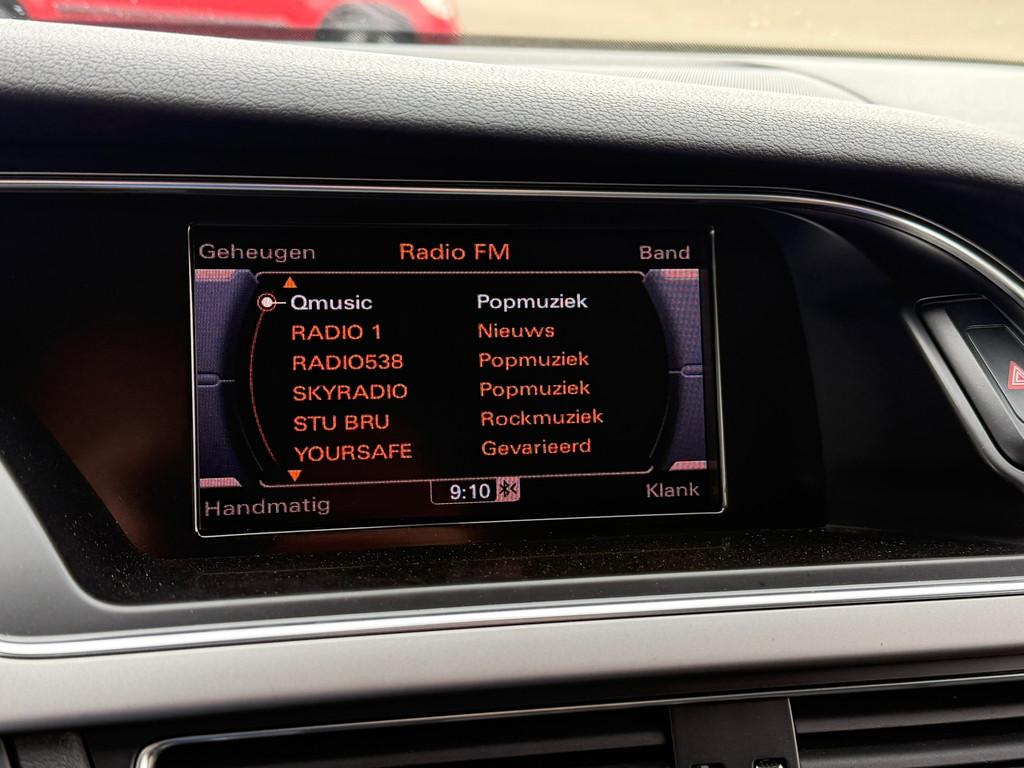 Geheugen Radio FM Band
Qmusic Popmuziek
RADIO 1 Nieuws
RADIO538 Popmuziek
SKYRADIO Popmuziek
STU BRU Rockmuziek
YOURSAFE Gevarieerd
Handmatig 9:10 Klank